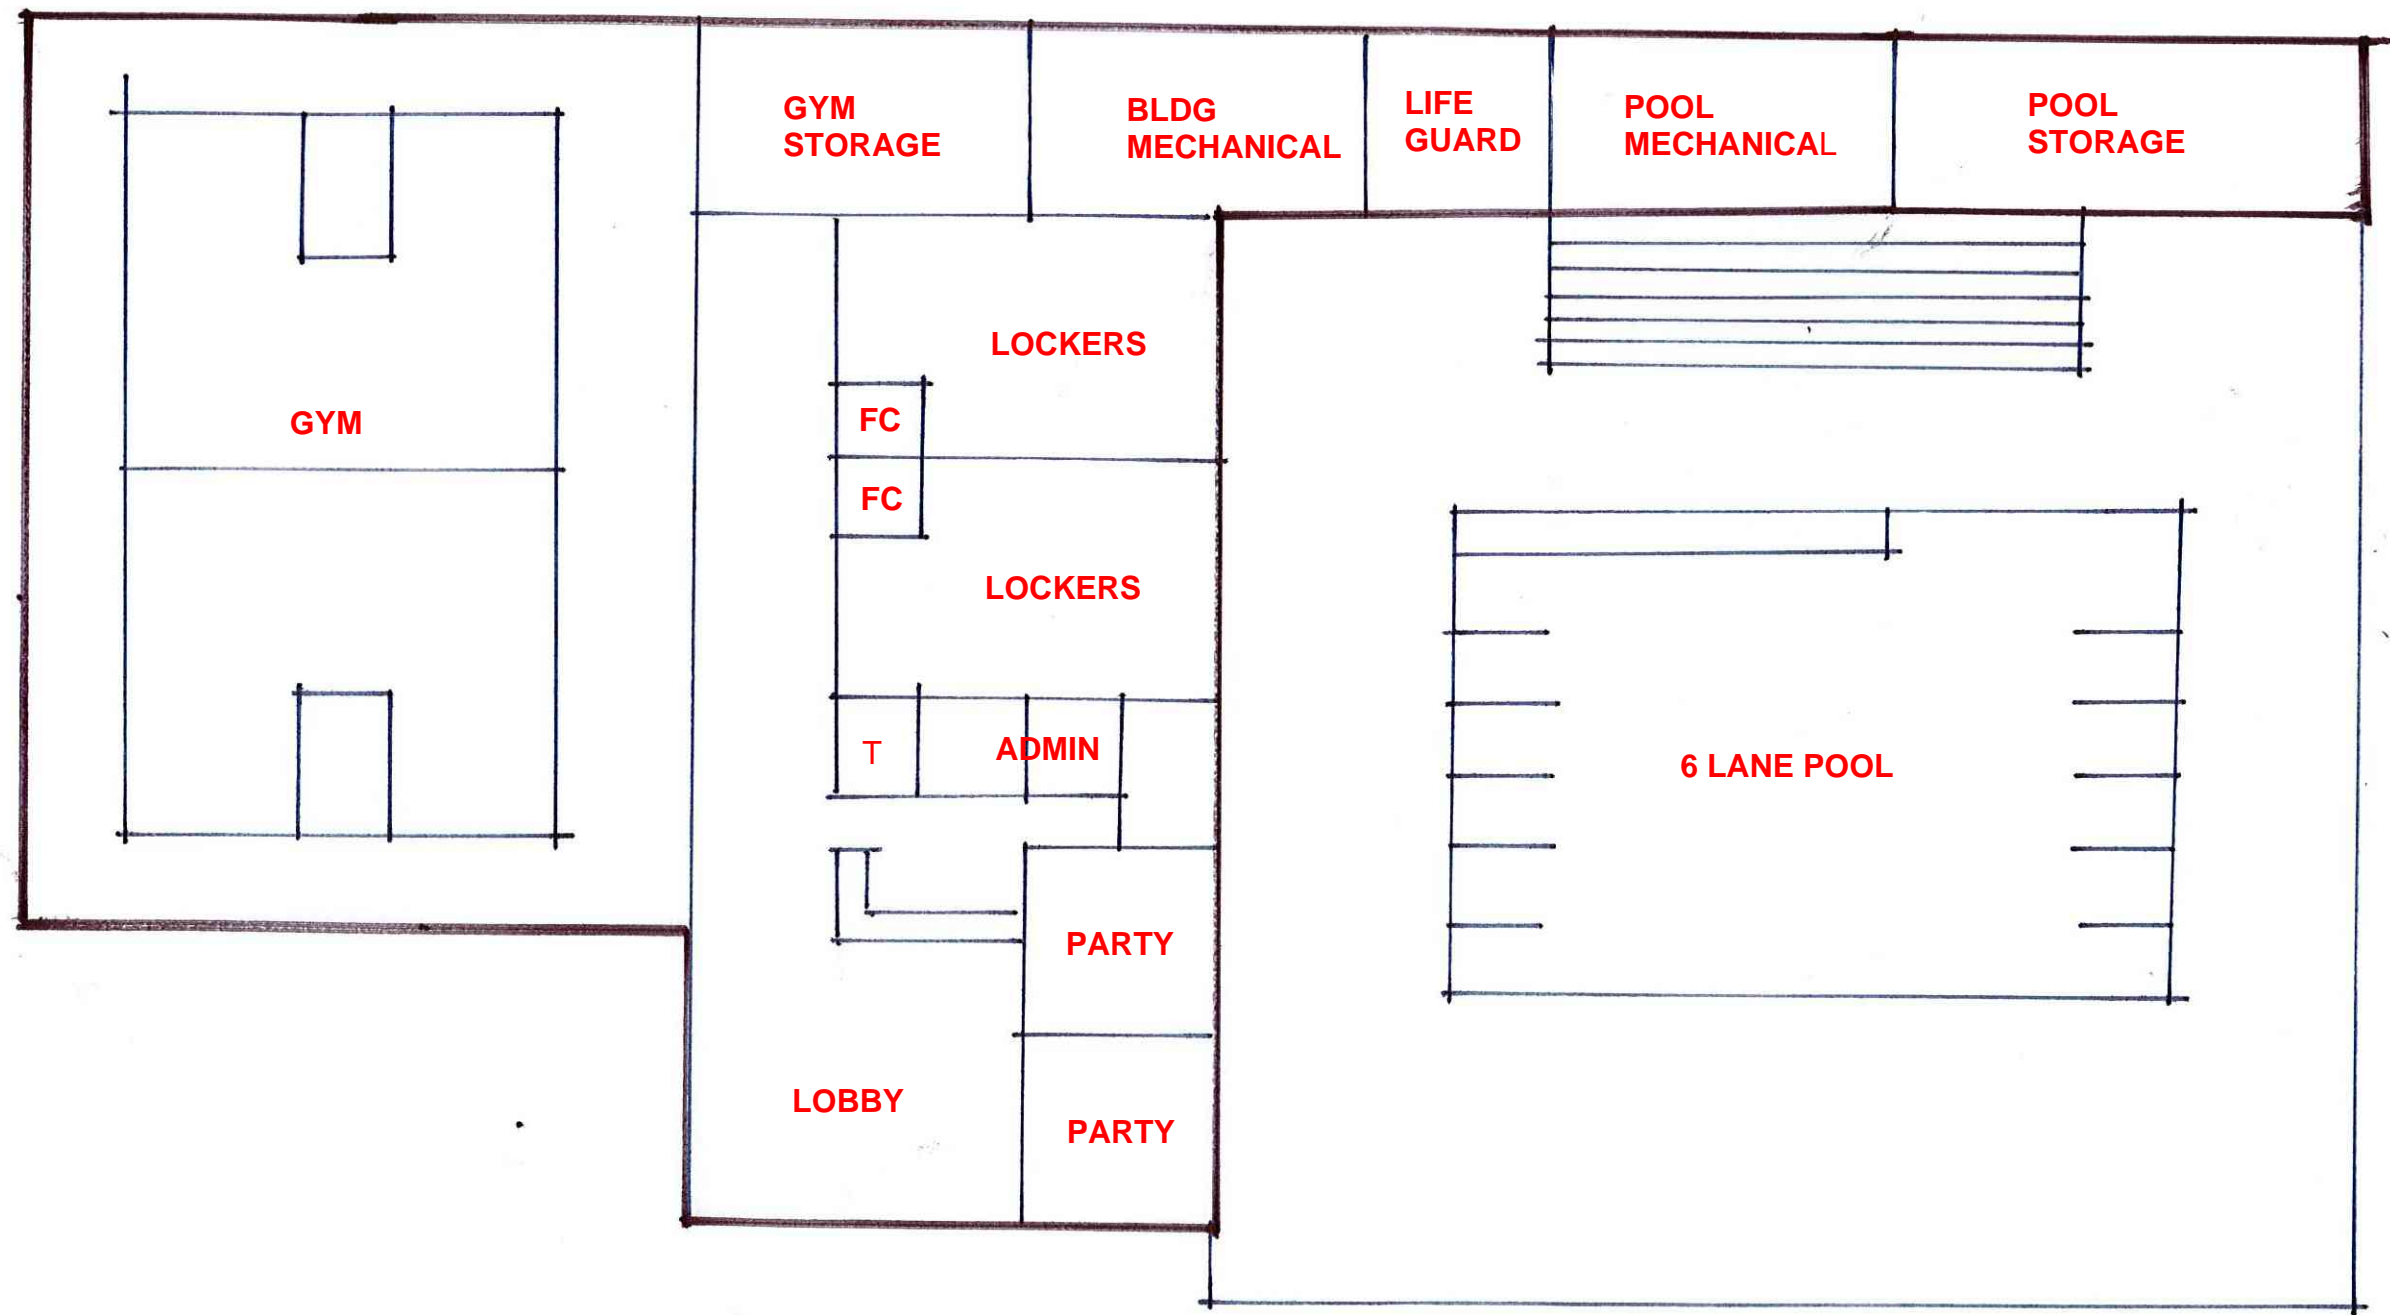 GYM
STORAGE
BLDG
MECHANICAL
LIFE
GUARD
POOL
MECHANICAL
POOL
STORAGE
LOCKERS
FC
GYM
FC
LOCKERS
T
ADMIN
6 LANE POOL
PARTY
LOBBY
PARTY